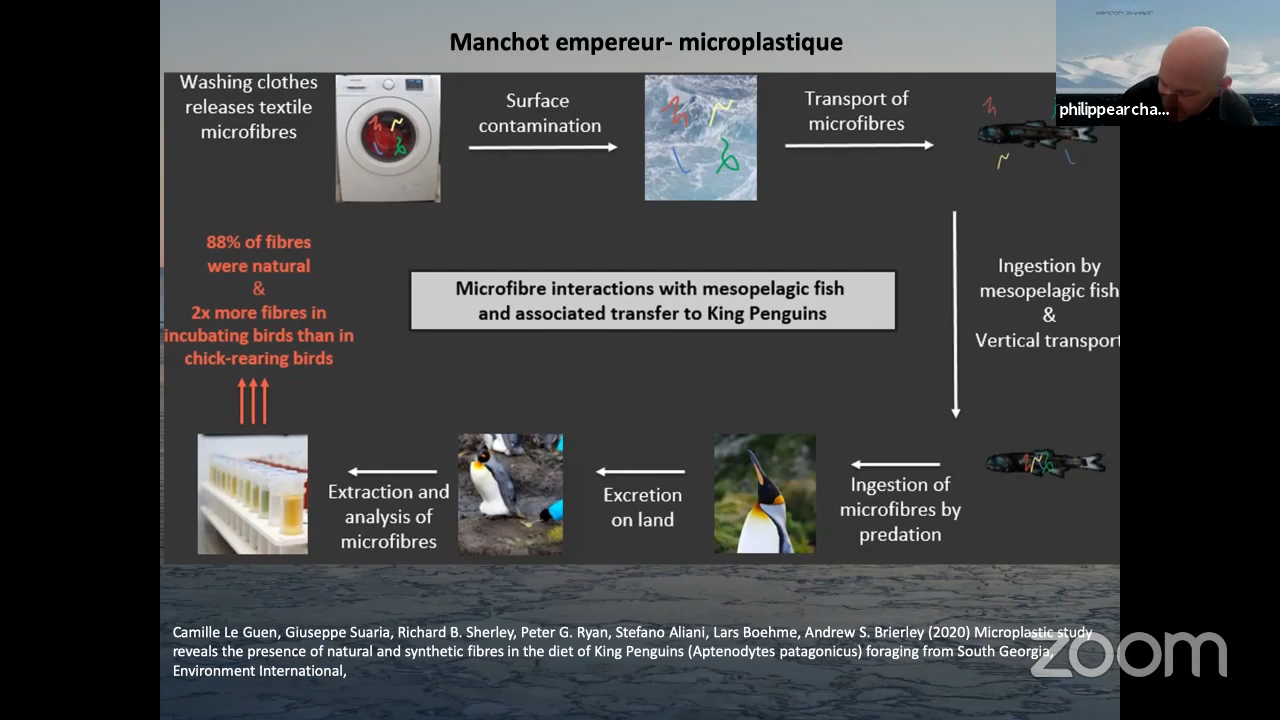 Manchot empereur- microplastique
philippearcha...
Washing clothes
releases textile
microfibres
Surface
contamination
Transport of
microfibres
88% of fibres
were natural
&
2x more fibres in
incubating birds than in
chick-rearing birds
Microfibre interactions with mesopelagic fish
and associated transfer to King Penguins
Ingestion by
mesopelagic fish
&
Vertical transport
Extraction and
analysis of
microfibres
Excretion
on land
Ingestion of
microfibres by
predation
Camille Le Guen, Giuseppe Suaria, Richard B. Sherley, Peter G. Ryan, Stefano Aliani, Lars Boehme, Andrew S. Brierley (2020) Microplastic study
reveals the presence of natural and synthetic fibres in the diet of King Penguins (Aptenodytes patagonicus) foraging from South Georgia,
Environment International,
zoom